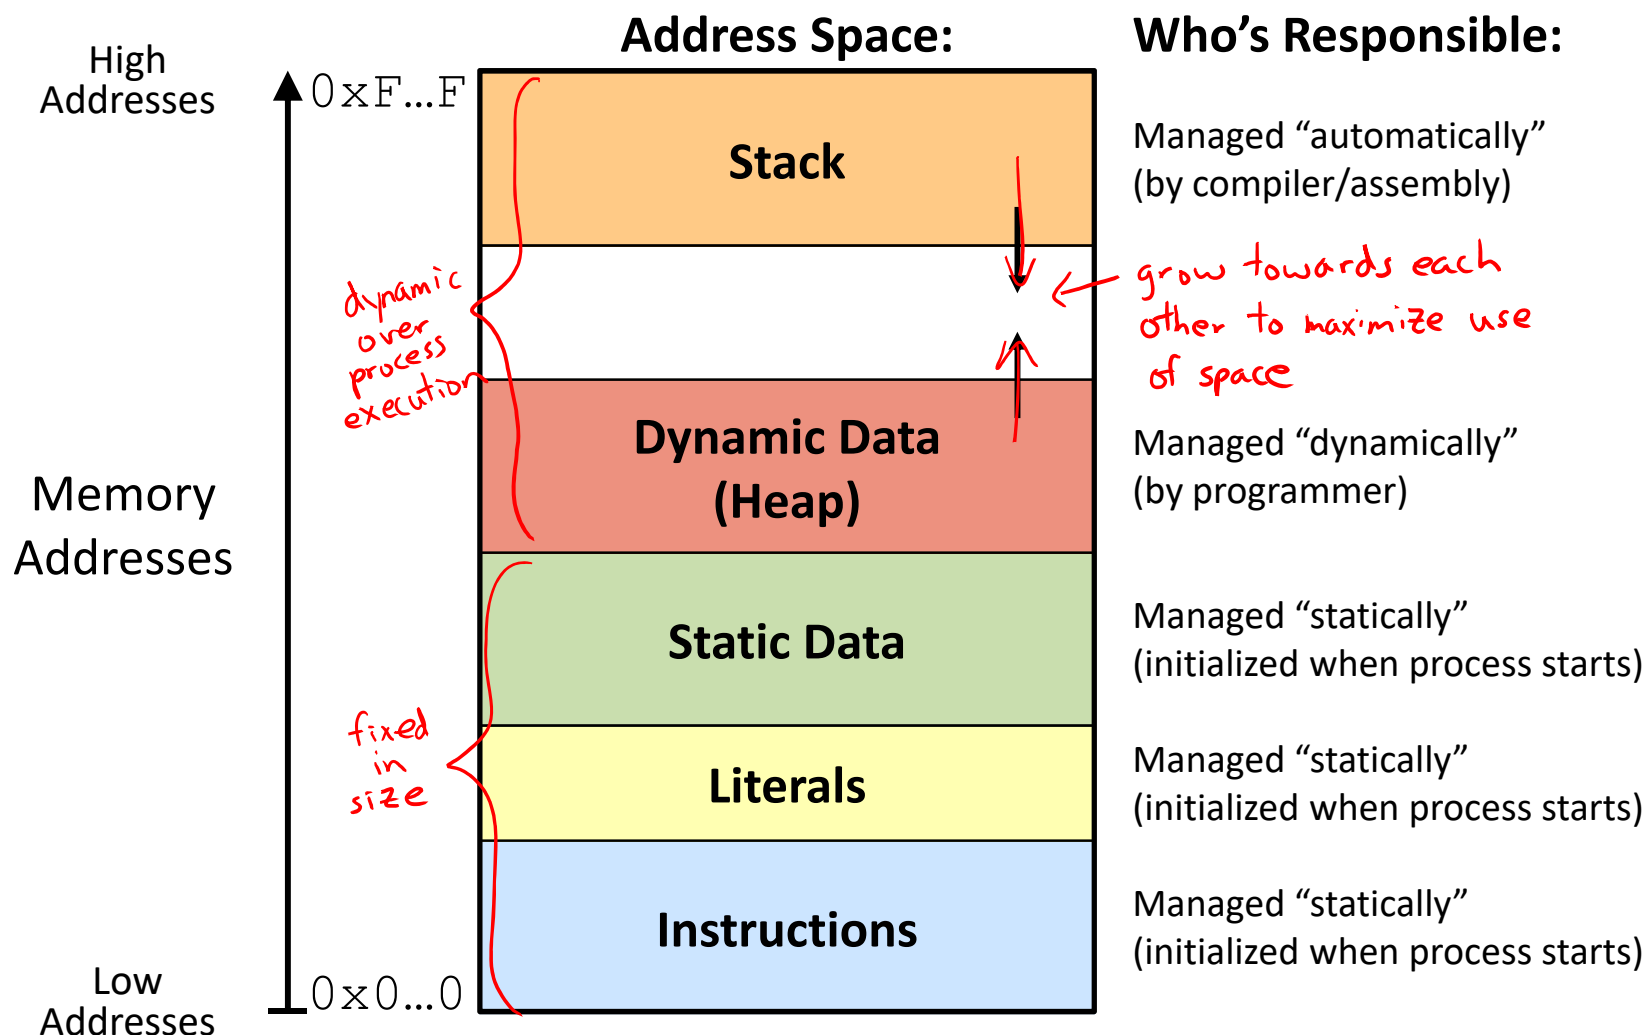 Address Space:
Who's Responsible:
High
Addresses
0xF…F
Stack
Managed “automatically”
(by compiler/assembly)
dynamic
over
process
execution
grow towards each
other to maximize use
of space
Dynamic Data
(Heap)
Managed “dynamically”
(by programmer)
Memory
Addresses
Static Data
Managed “statically”
(initialized when process starts)
fixed
in
size
Literals
Managed “statically”
(initialized when process starts)
Instructions
Managed “statically”
(initialized when process starts)
Low
Addresses
0x0…0